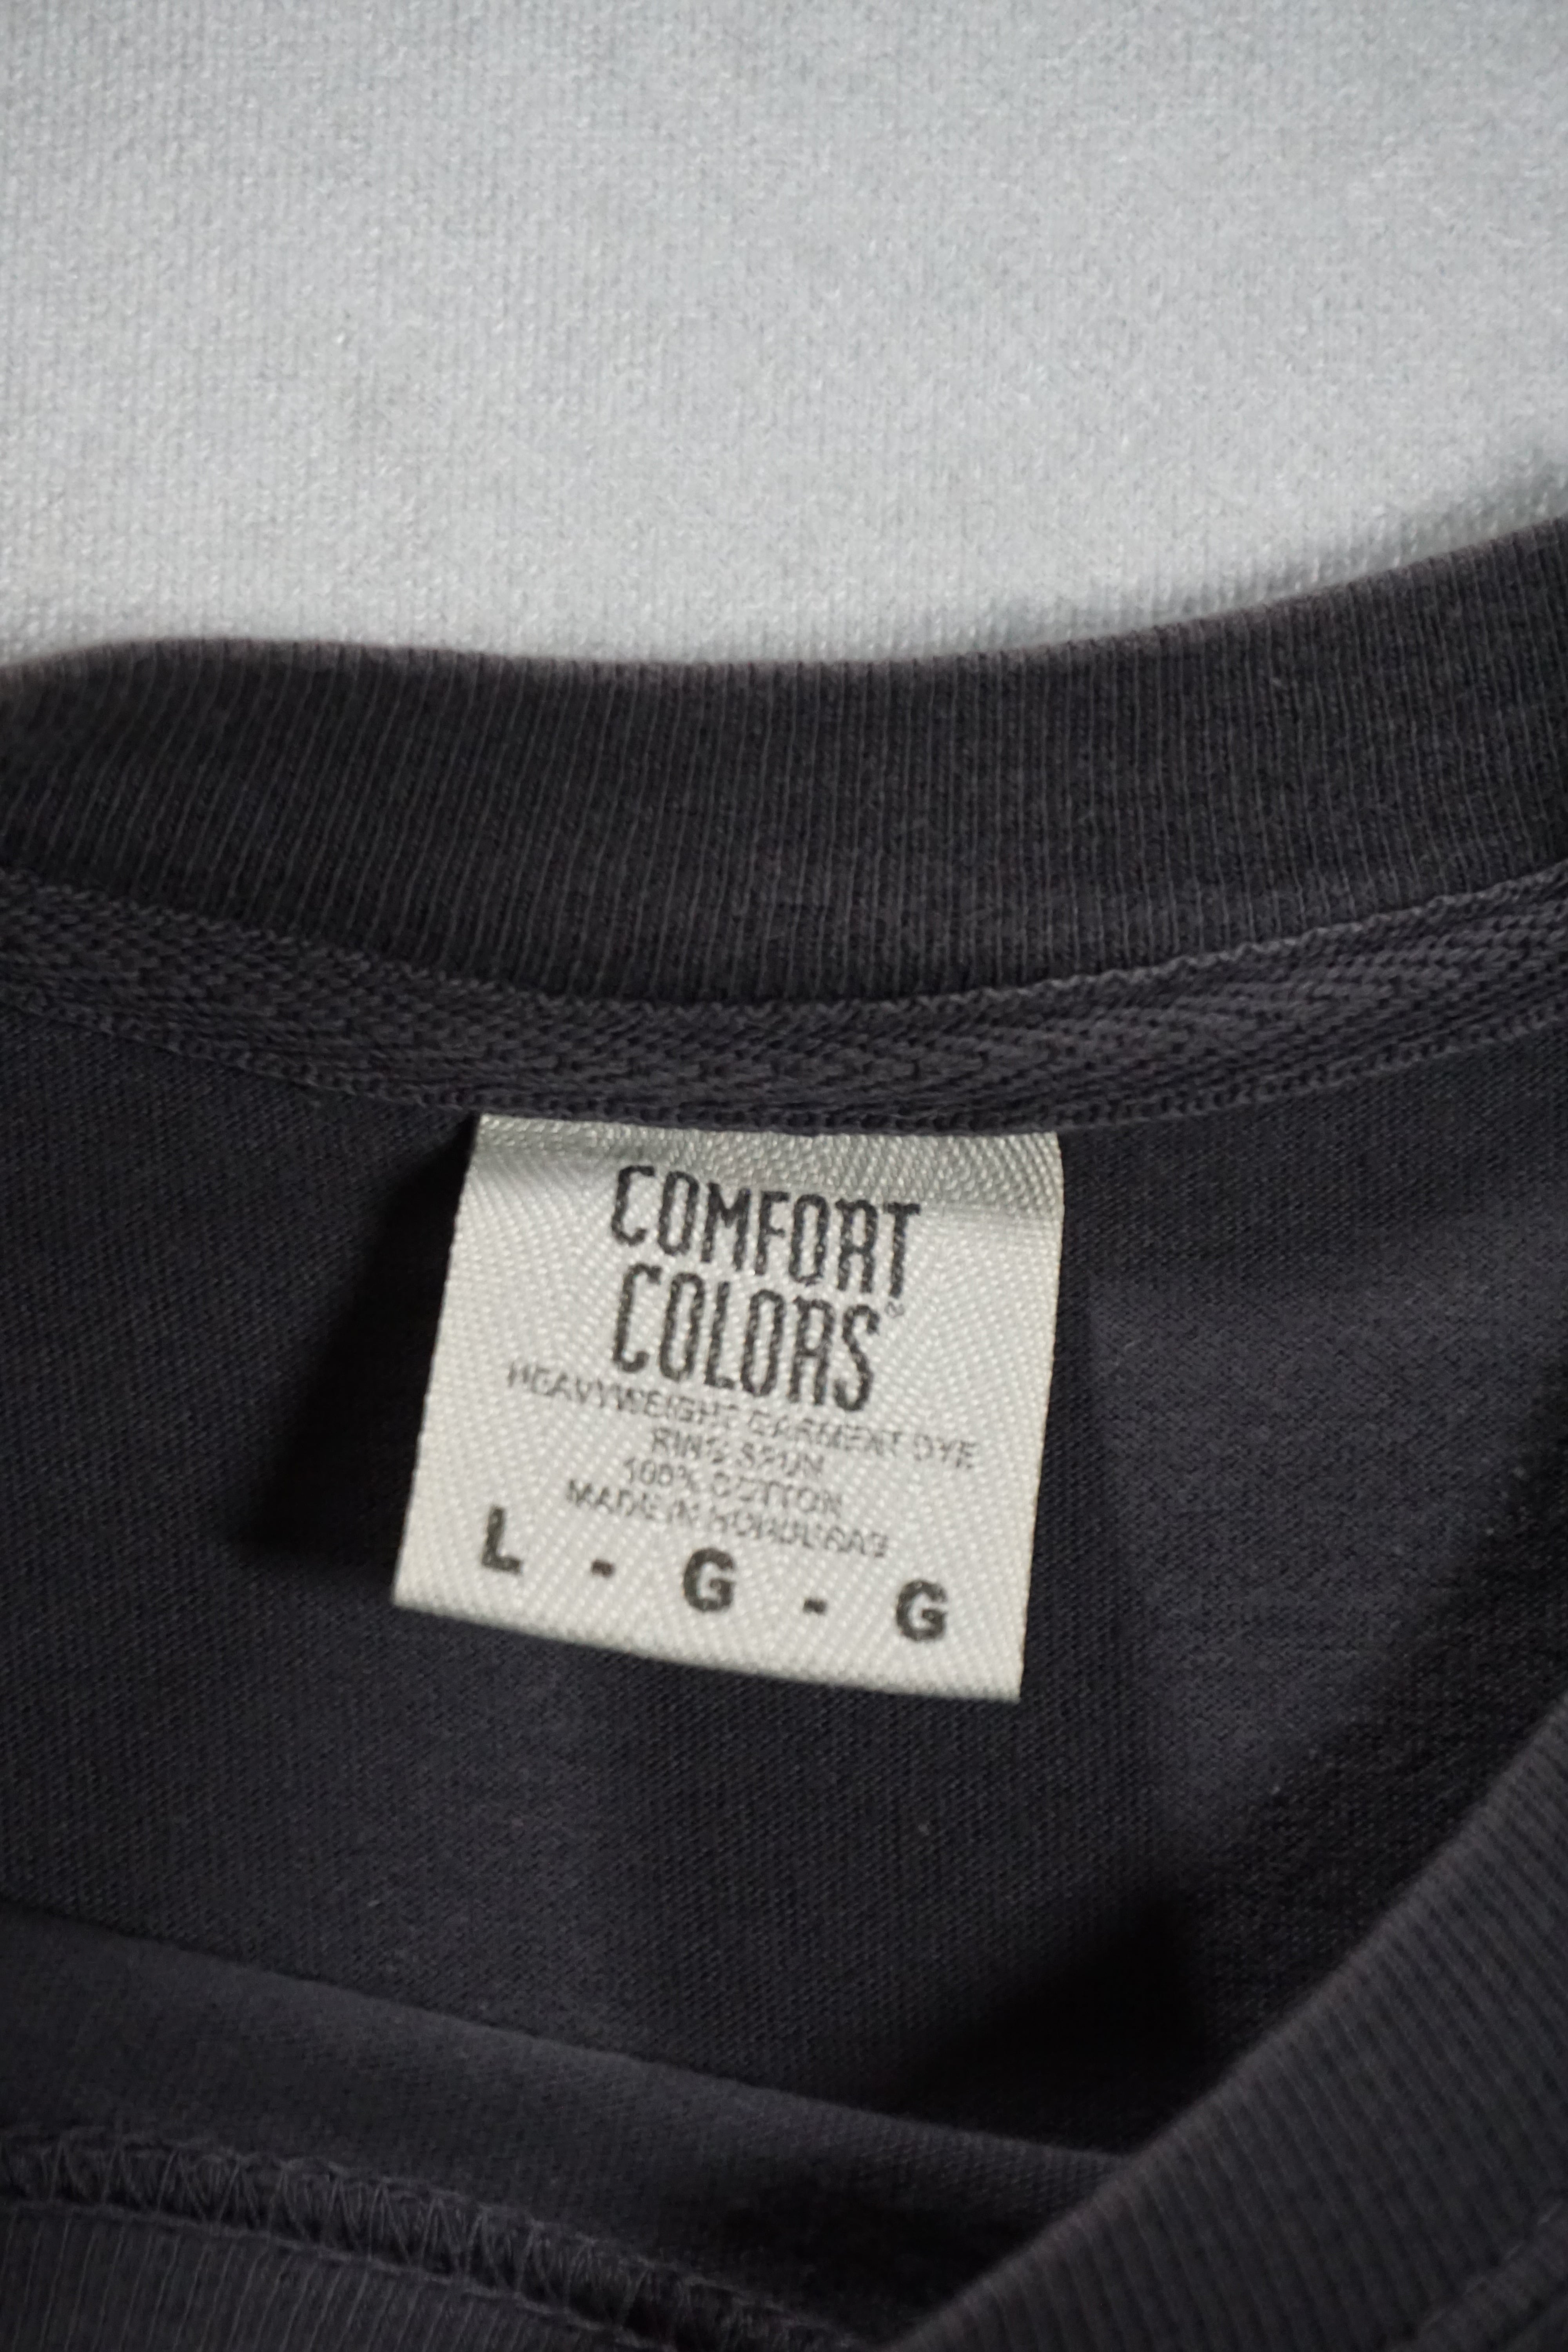 COMFORT
COLORS®
HEAVYWEIGHT GARMENT DYE
RING SPUN
100% COTTON
MADE IN HONDURAS
L - G - G